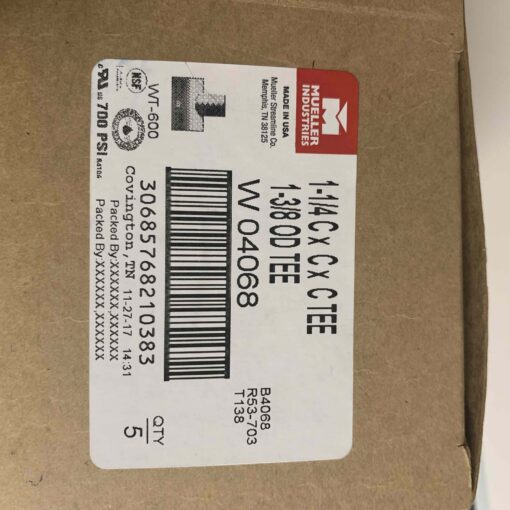 MUELLER
INDUSTRIES
MADE IN USA
Mueller Streamline Co.
Memphis, TN 38125
1-1/4 C x C x C TEE
1-3/8 OD TEE
W 04068
B4068
R53-703
T138
WT-600
NSF
700 PSI
30685768210383
Covington, TN 11-27-17 14:31
Packed By:XXXXXX,XXXXXX
Packed By:XXXXXX,XXXXXX
QTY
5